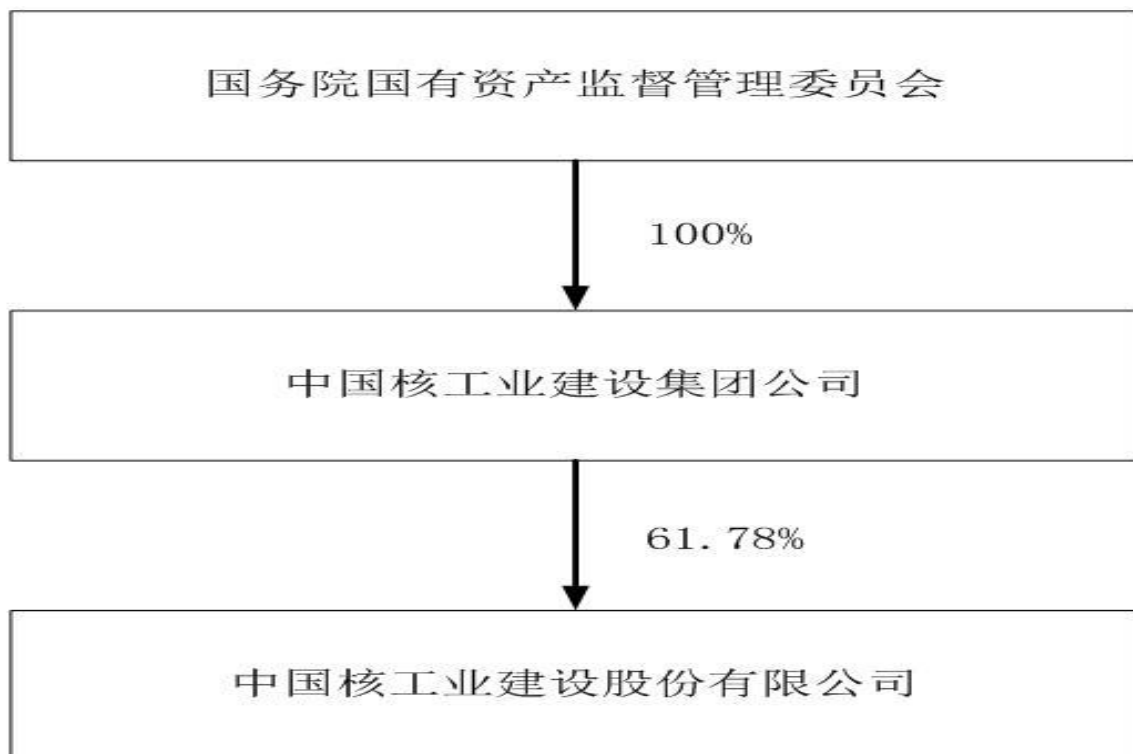 国务院国有资产监督管理委员会
100%
中国核工业建设集团公司
61.78%
中国核工业建设股份有限公司